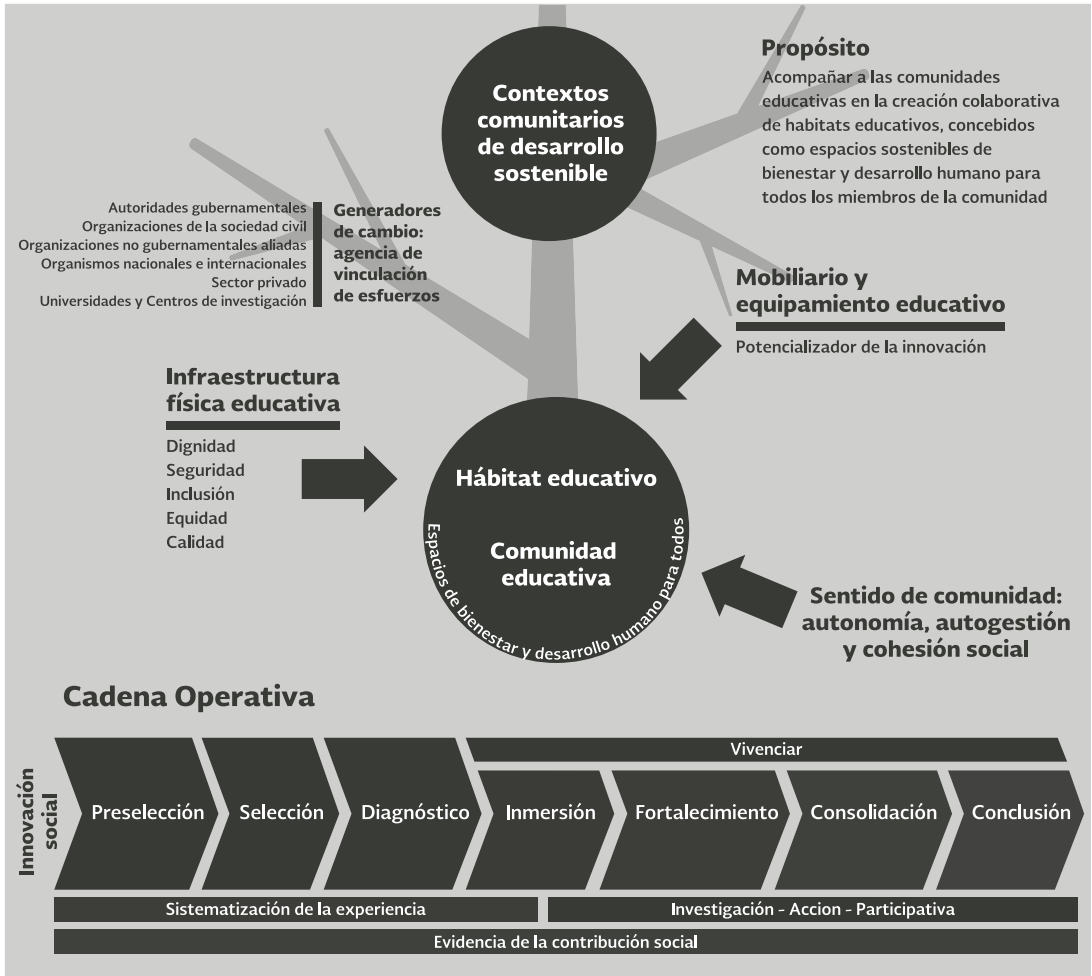 Contextos
comunitarios
de desarrollo
sostenible
Propósito
Acompañar a las comunidades
educativas en la creación colaborativa
de habitats educativos, concebidos
como espacios sostenibles de
bienestar y desarrollo humano para
todos los miembros de la comunidad
Autoridades gubernamentales
Organizaciones de la sociedad civil
Organizaciones no gubernamentales aliadas
Organismos nacionales e internacionales
Sector privado
Universidades y Centros de investigación
Generadores
de cambio:
agencia de
vinculación
de esfuerzos
Mobiliario y
equipamiento educativo
Potencializador de la innovación
Infraestructura
física educativa
Dignidad
Seguridad
Inclusión
Equidad
Calidad
Hábitat educativo
Comunidad
educativa
Espacios de bienestar y desarrollo humano para todos
Sentido de comunidad:
autonomía, autogestión
y cohesión social
Cadena Operativa
Innovación
social
Vivenciar
Preselección
Selección
Diagnóstico
Inmersión
Fortalecimiento
Consolidación
Conclusión
Sistematización de la experiencia
Investigación - Accion - Participativa
Evidencia de la contribución social